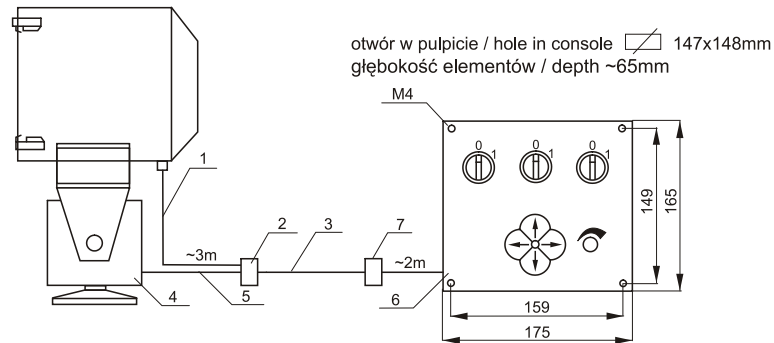 otwór w pulpicie / hole in console 147x148mm
głębokość elementów / depth ~65mm
M4
0 1
0 1
0 1
1
2
3
7
~3m
~2m
4
5
6
149
165
159
175